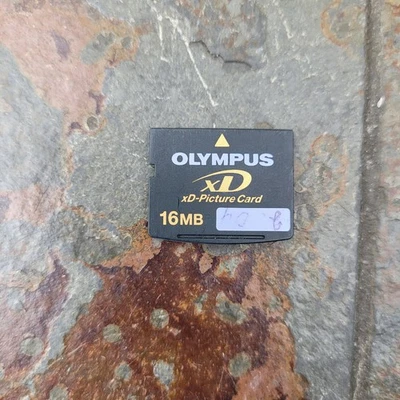 OLYMPUS
xD
xD-Picture Card
16MB